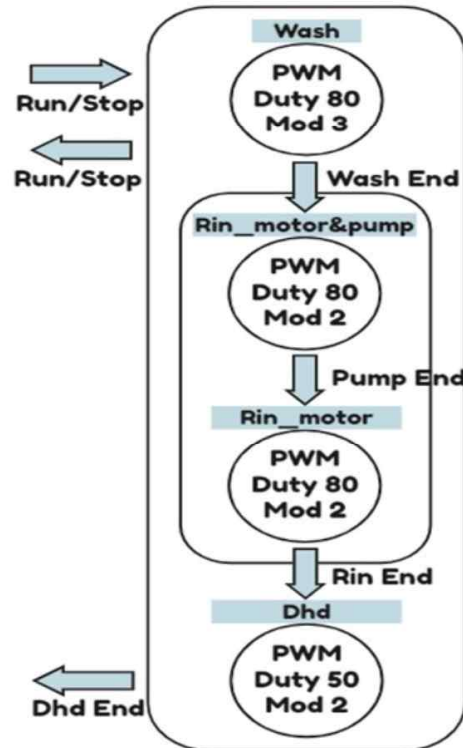 Wash
PWM
Duty 80
Mod 3
Run/Stop
Run/Stop
Wash End
Rin_motor&pump
PWM
Duty 80
Mod 2
Pump End
Rin_motor
PWM
Duty 80
Mod 2
Rin End
Dhd
PWM
Duty 50
Mod 2
Dhd End